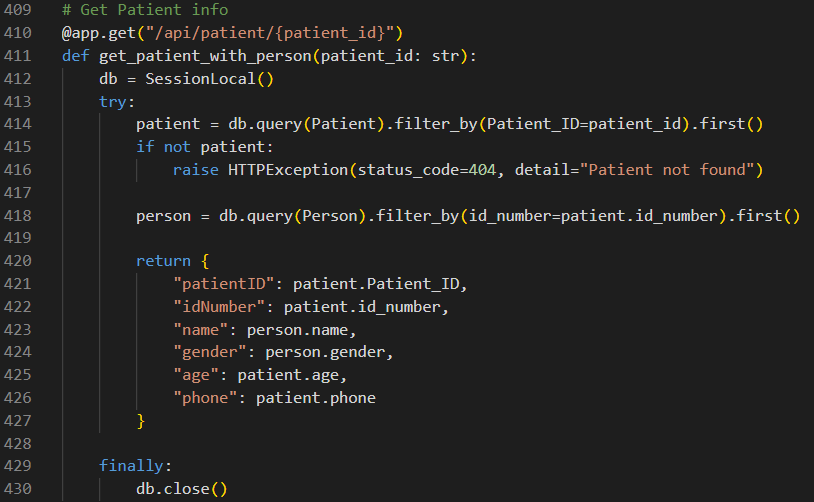 409 # Get Patient info
410 @app.get("/api/patient/{patient_id}")
411 def get_patient_with_person(patient_id: str):
412     db = SessionLocal()
413     try:
414         patient = db.query(Patient).filter_by(Patient_ID=patient_id).first()
415         if not patient:
416             raise HTTPException(status_code=404, detail="Patient not found")
417
418         person = db.query(Person).filter_by(id_number=patient.id_number).first()
419
420         return {
421             "patientID": patient.Patient_ID,
422             "idNumber": patient.id_number,
423             "name": person.name,
424             "gender": person.gender,
425             "age": patient.age,
426             "phone": patient.phone
427         }
428
429     finally:
430         db.close()